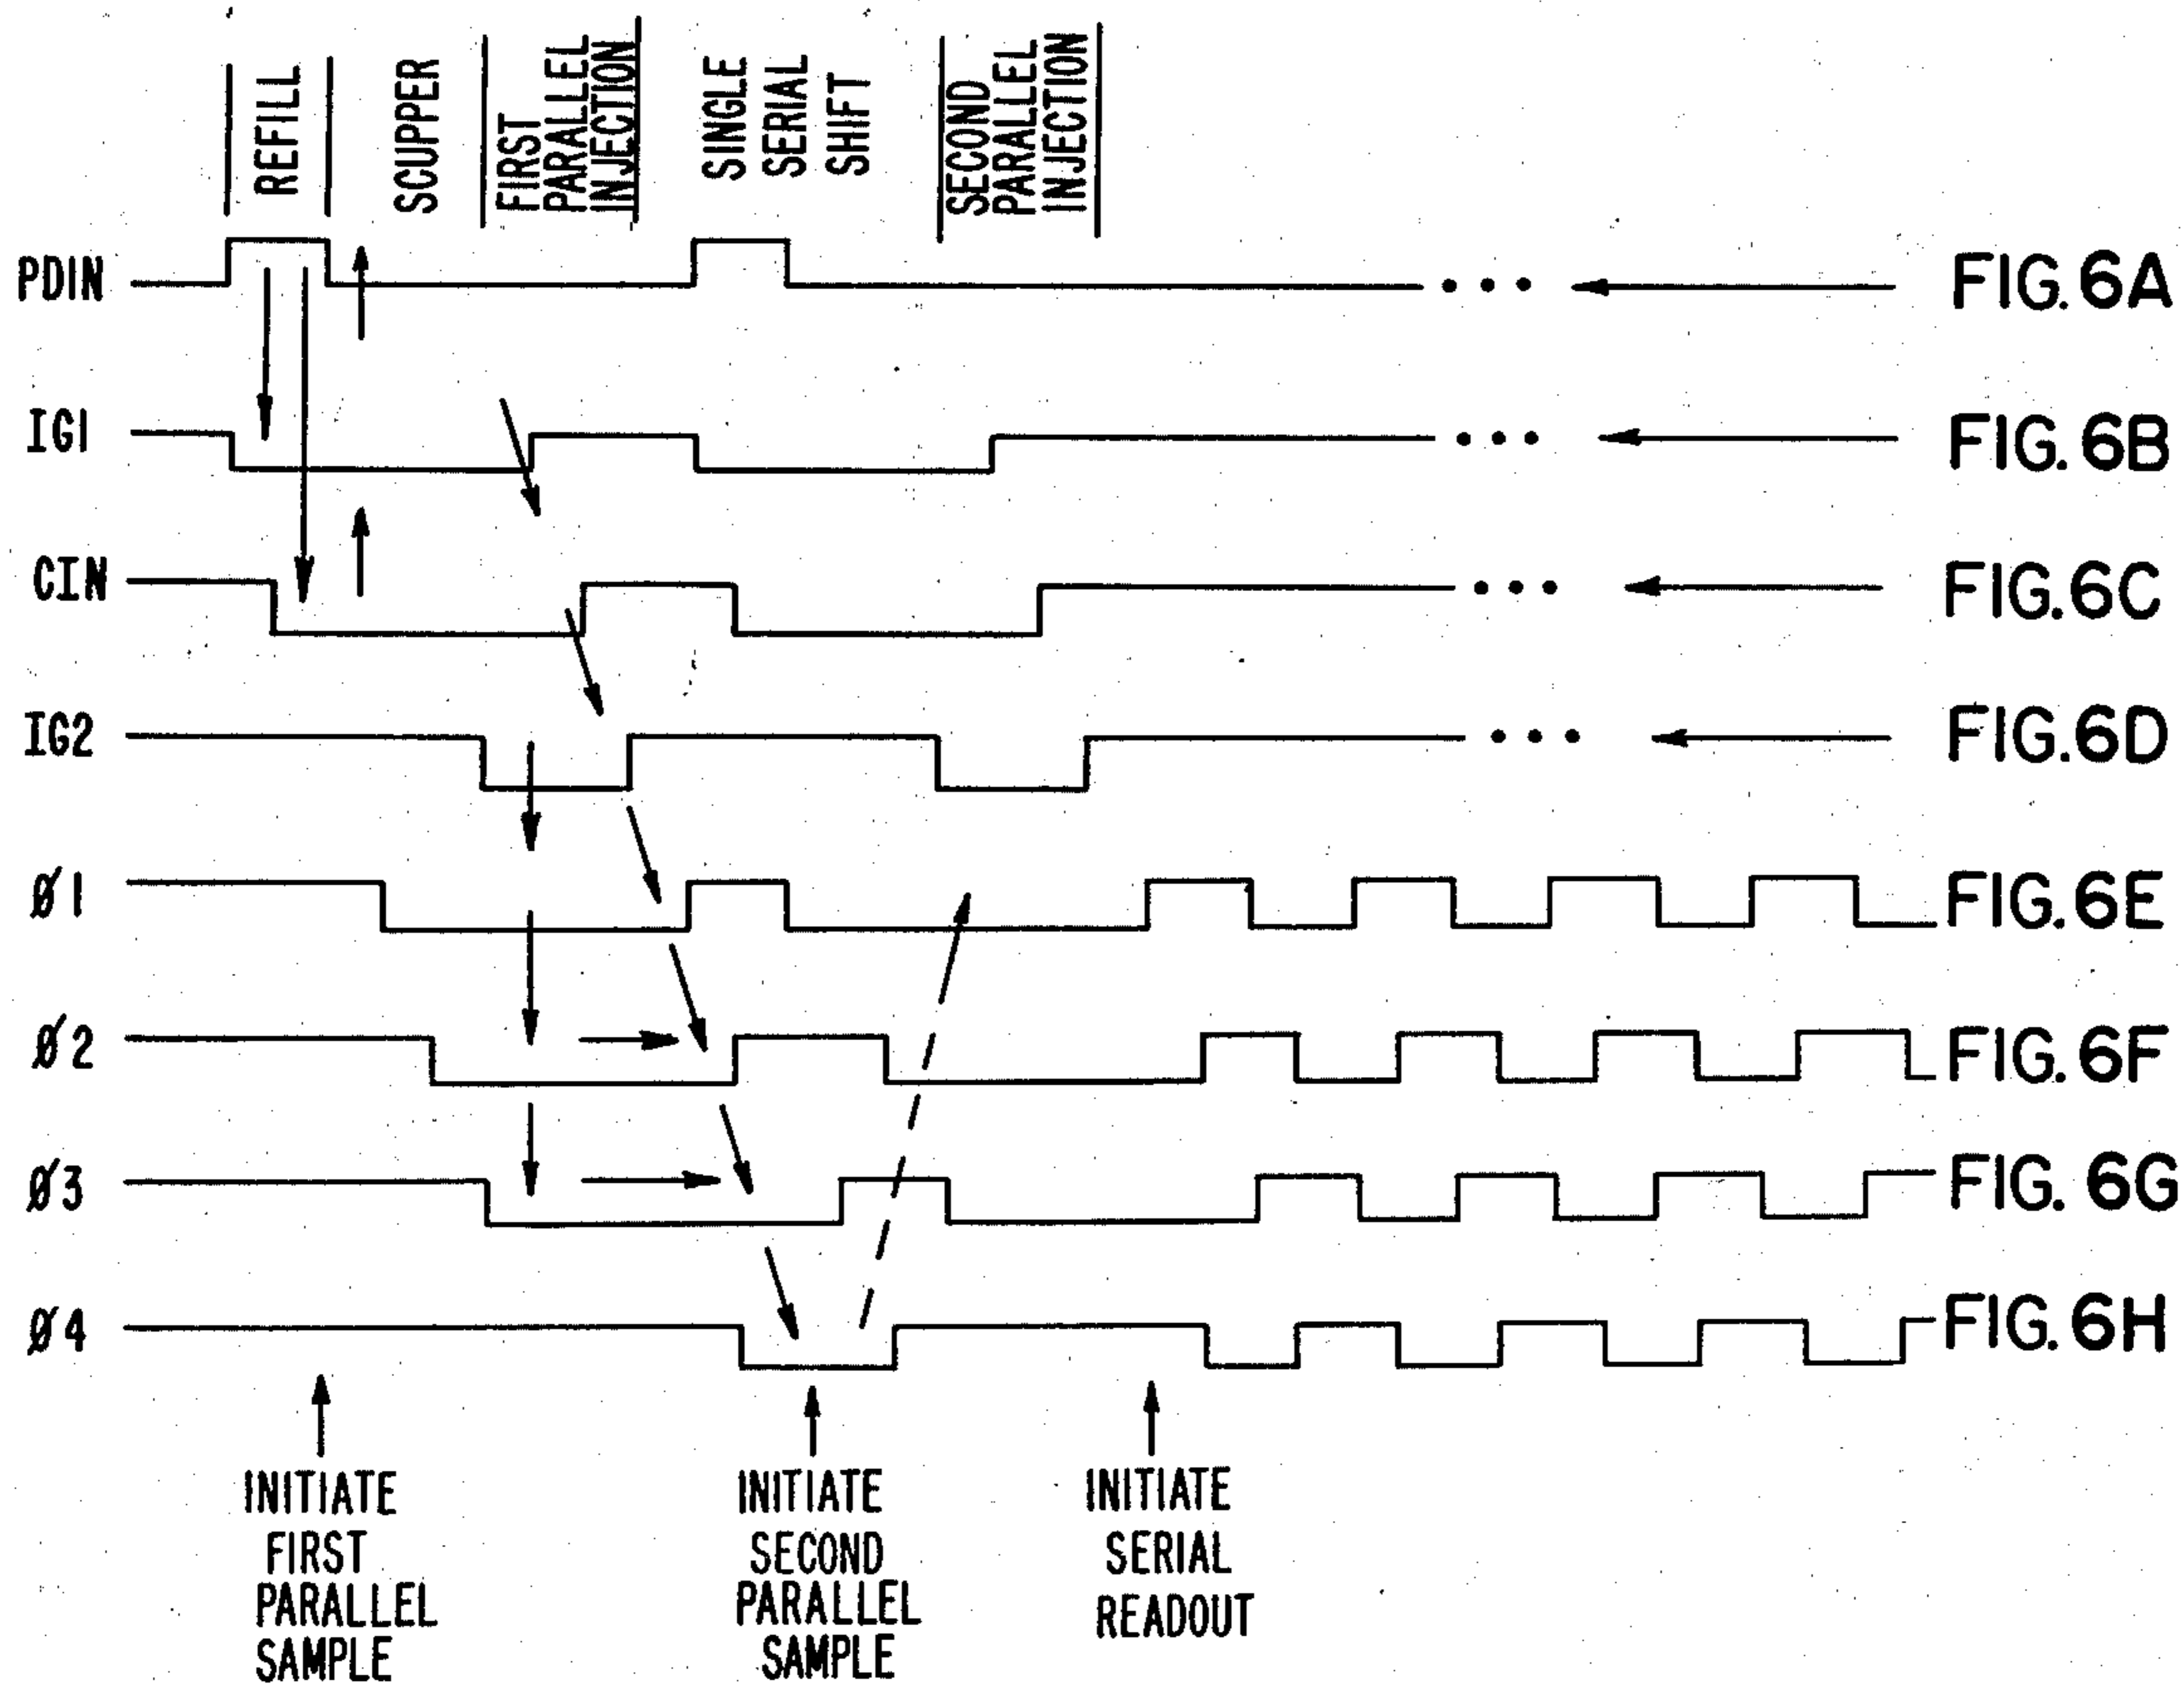 REFILL
SCUPPER
FIRST
PARALLEL
INJECTION
SINGLE
SERIAL
SHIFT
SECOND
PARALLEL
INJECTION
PDIN
FIG. 6A
IG1
FIG. 6B
CIN
FIG. 6C
IG2
FIG. 6D
Ø1
FIG. 6E
Ø2
FIG. 6F
Ø3
FIG. 6G
Ø4
FIG. 6H
INITIATE
FIRST
PARALLEL
SAMPLE
INITIATE
SECOND
PARALLEL
SAMPLE
INITIATE
SERIAL
READOUT